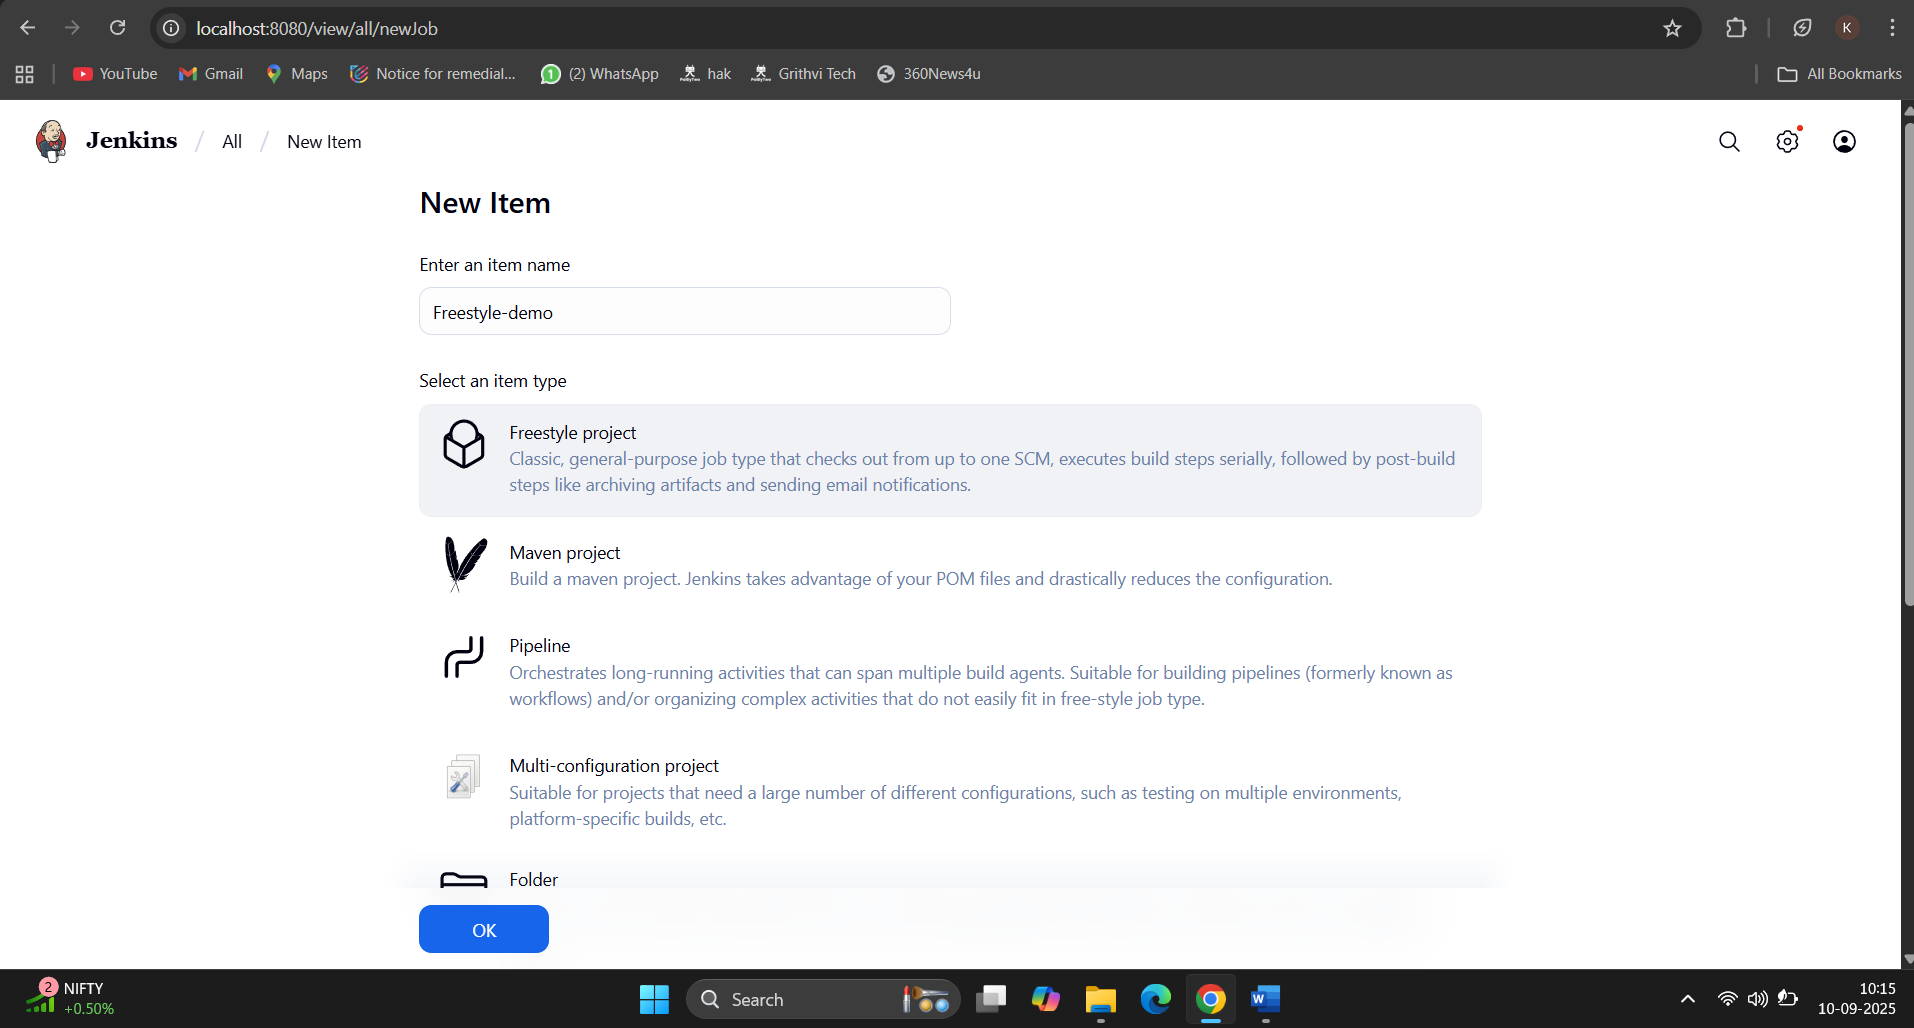 localhost:8080/view/all/newJob
K
YouTube
Gmail
Maps
Notice for remedial...
(2) WhatsApp
hak
Grithvi Tech
360News4u
All Bookmarks
Jenkins / All / New Item
New Item
Enter an item name
Freestyle-demo
Select an item type
Freestyle project
Classic, general-purpose job type that checks out from up to one SCM, executes build steps serially, followed by post-build
steps like archiving artifacts and sending email notifications.
Maven project
Build a maven project. Jenkins takes advantage of your POM files and drastically reduces the configuration.
Pipeline
Orchestrates long-running activities that can span multiple build agents. Suitable for building pipelines (formerly known as
workflows) and/or organizing complex activities that do not easily fit in free-style job type.
Multi-configuration project
Suitable for projects that need a large number of different configurations, such as testing on multiple environments,
platform-specific builds, etc.
Folder
OK
2
NIFTY
+0.50%
Search
10:15
10-09-2025